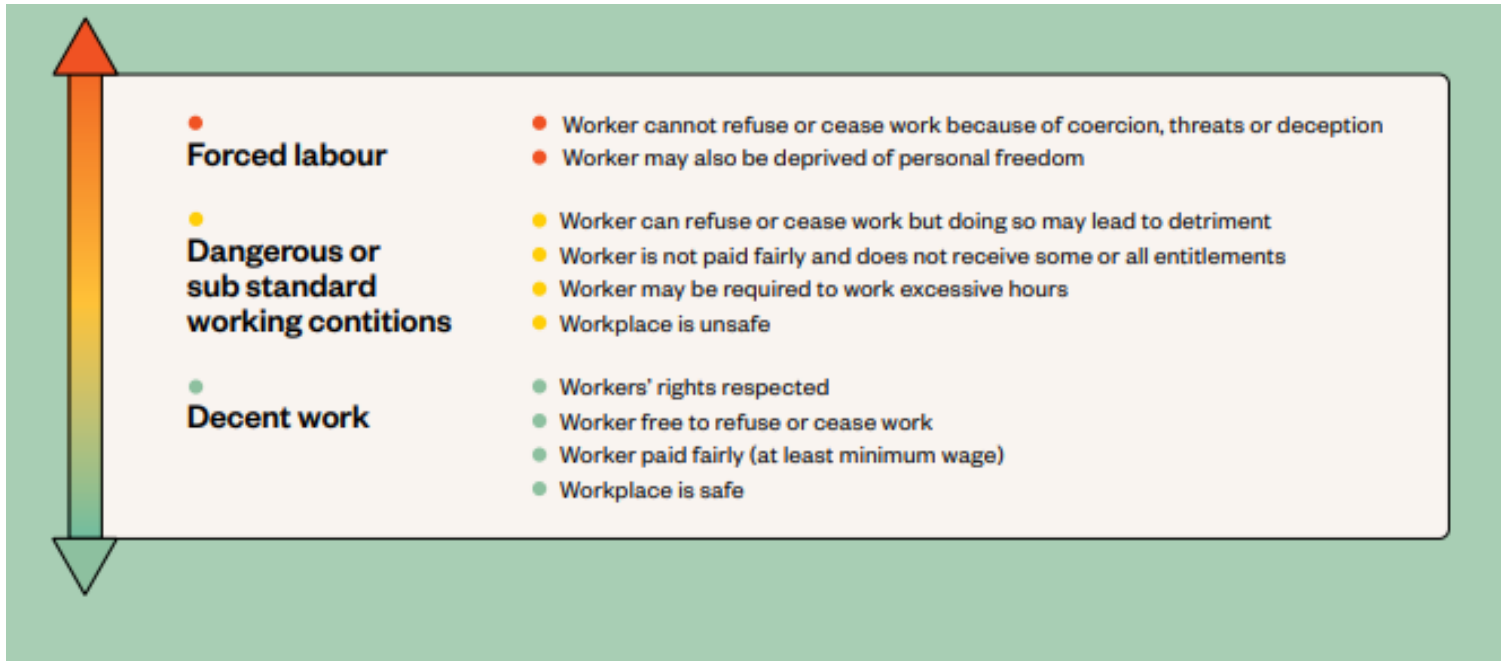 Forced labour
Worker cannot refuse or cease work because of coercion, threats or deception
Worker may also be deprived of personal freedom
Dangerous or
sub standard
working contitions
Worker can refuse or cease work but doing so may lead to detriment
Worker is not paid fairly and does not receive some or all entitlements
Worker may be required to work excessive hours
Workplace is unsafe
Decent work
Workers' rights respected
Worker free to refuse or cease work
Worker paid fairly (at least minimum wage)
Workplace is safe